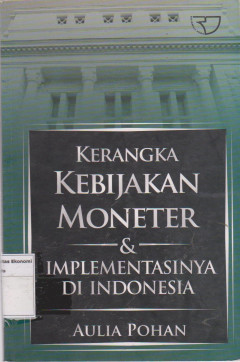 KERANGKA
KEBIJAKAN
MONETER
&
IMPLEMENTASINYA
DI INDONESIA
AULIA POHAN